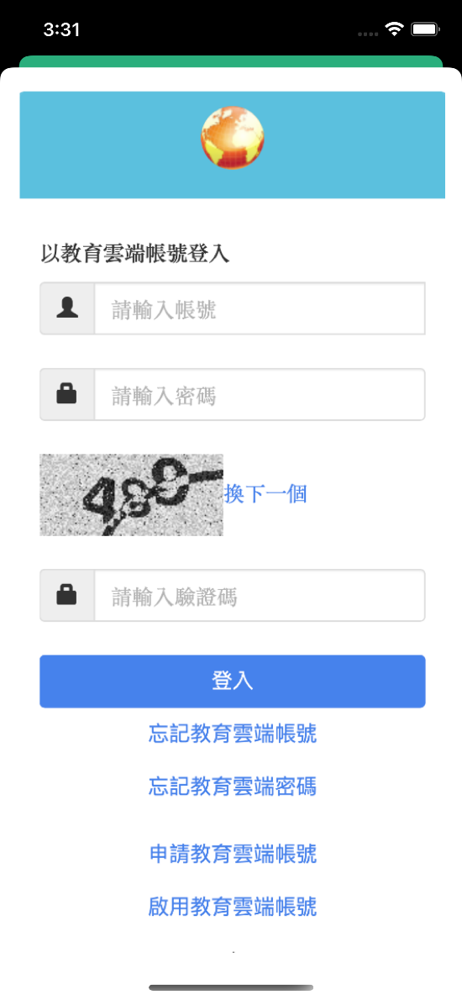 3:31
以教育雲端帳號登入
請輸入帳號
請輸入密碼
換下一個
請輸入驗證碼
登入
忘記教育雲端帳號
忘記教育雲端密碼
申請教育雲端帳號
啟用教育雲端帳號
.